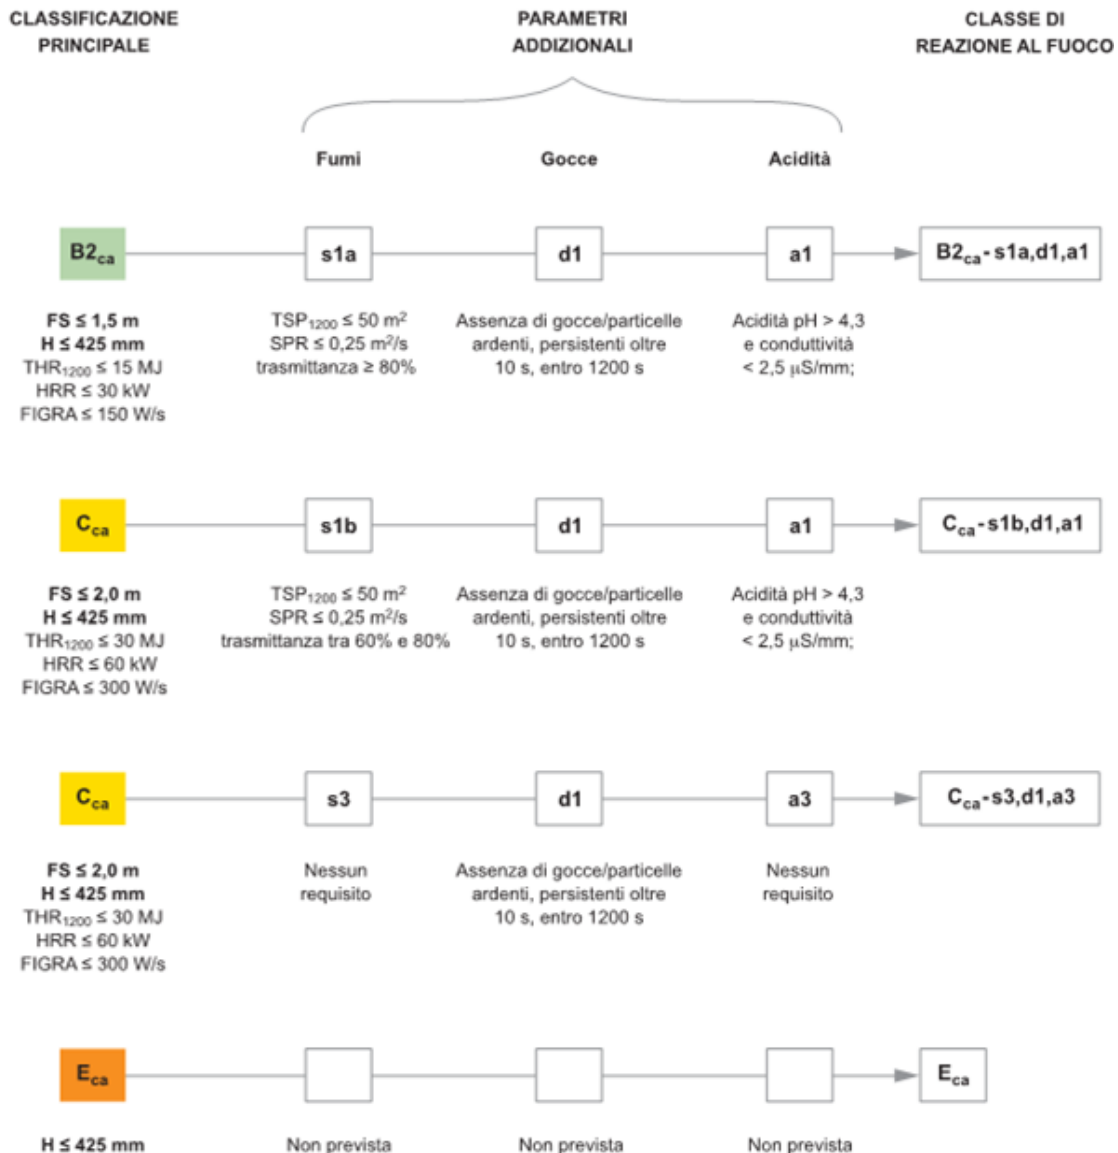 CLASSIFICAZIONE
PRINCIPALE
PARAMETRI
ADDIZIONALI
CLASSE DI
REAZIONE AL FUOCO
Fumi
Gocce
Acidità
B2ca
s1a
d1
a1
B2ca-s1a,d1,a1
FS ≤ 1,5 m
H ≤ 425 mm
THR1200 ≤ 15 MJ
HRR ≤ 30 kW
FIGRA ≤ 150 W/s
TSP1200 ≤ 50 m²
SPR ≤ 0,25 m²/s
trasmittanza ≥ 80%
Assenza di gocce/particelle
ardenti, persistenti oltre
10 s, entro 1200 s
Acidità pH > 4,3
e conduttività
< 2,5 µS/mm;
Cca
s1b
d1
a1
Cca-s1b,d1,a1
FS ≤ 2,0 m
H ≤ 425 mm
THR1200 ≤ 30 MJ
HRR ≤ 60 kW
FIGRA ≤ 300 W/s
TSP1200 ≤ 50 m²
SPR ≤ 0,25 m²/s
trasmittanza tra 60% e 80%
Assenza di gocce/particelle
ardenti, persistenti oltre
10 s, entro 1200 s
Acidità pH > 4,3
e conduttività
< 2,5 µS/mm;
Cca
s3
d1
a3
Cca-s3,d1,a3
FS ≤ 2,0 m
H ≤ 425 mm
THR1200 ≤ 30 MJ
HRR ≤ 60 kW
FIGRA ≤ 300 W/s
Nessun
requisito
Assenza di gocce/particelle
ardenti, persistenti oltre
10 s, entro 1200 s
Nessun
requisito
Eca
Eca
H ≤ 425 mm
Non prevista
Non prevista
Non prevista